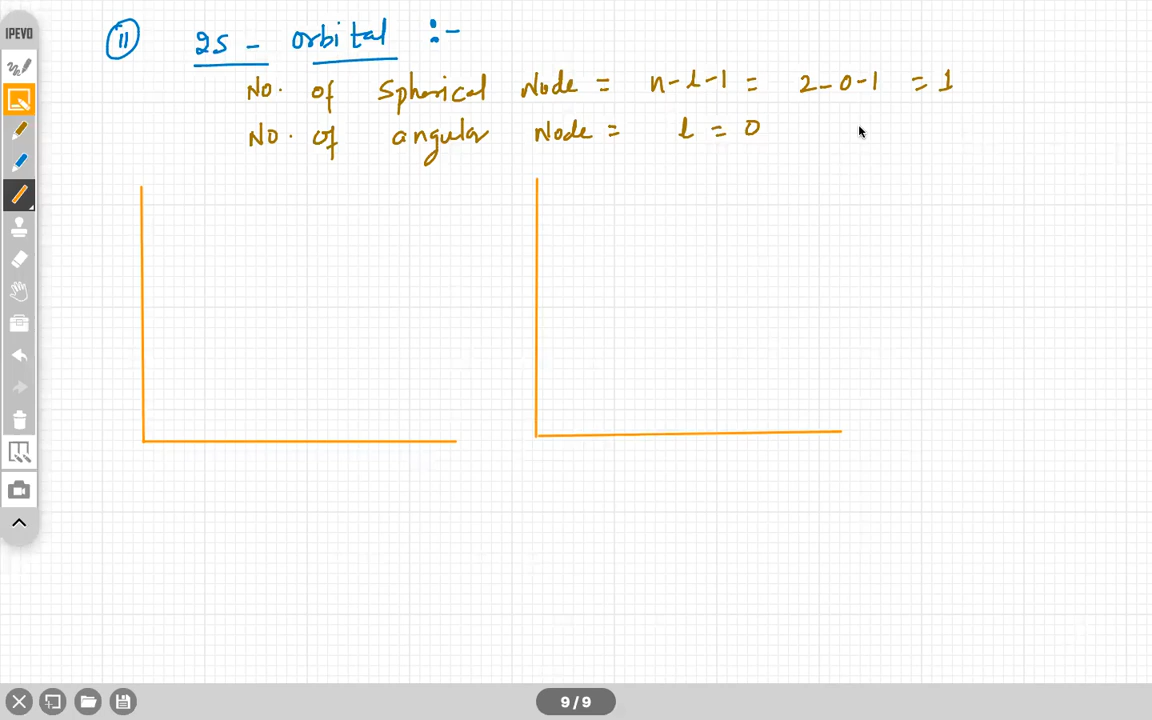 IPEVO
(11) 2s - orbital :-
No. of Spherical Node = n-l-1 = 2-0-1 = 1
No. of angular Node = l = 0
9/9